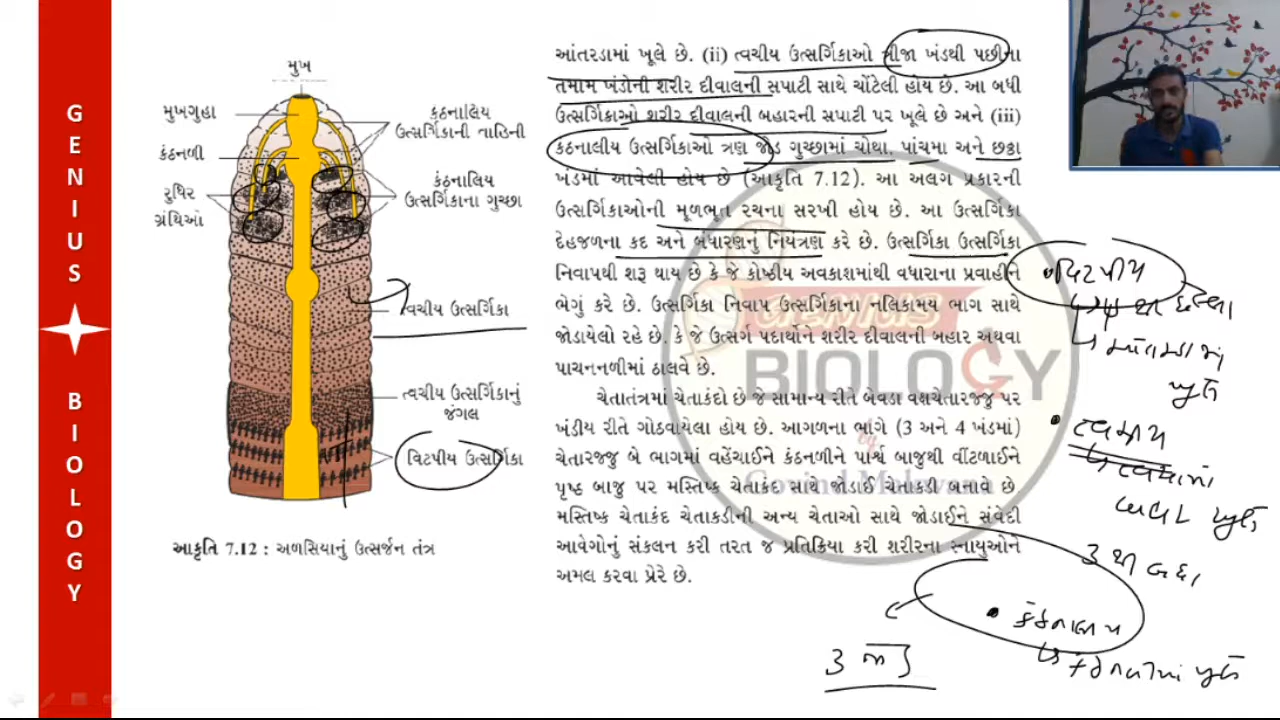 GENIUS
BIOLOGY
મુખ
મુખગુહા
કંઠનળી
રુધિર
ગ્રંથિઓ
કંઠનાલિય
ઉત્સર્ગિકાની વાહિની
કંઠનાલિય
ઉત્સર્ગિકાના ગુચ્છા
ત્વચીય ઉત્સર્ગિકા
ત્વચીય ઉત્સર્ગિકાનું
જંગલ
વિટપીય ઉત્સર્ગિકા
આકૃતિ 7.12 : અળસિયાનું ઉત્સર્જન તંત્ર
આંતરડામાં ખૂલે છે. (ii) ત્વચીય ઉત્સર્ગિકાઓ ત્રીજા ખંડથી પછીના
તમામ ખંડોની શરીર દીવાલની સપાટી સાથે ચોંટેલી હોય છે. આ બધી
ઉત્સર્ગિકાઓ શરીર દીવાલની બહારની સપાટી પર ખૂલે છે અને (iii)
કંઠનાલીય ઉત્સર્ગિકાઓ ત્રણ જોડ ગુચ્છામાં ચોથા, પાંચમા અને છઠ્ઠા
ખંડમાં આવેલી હોય છે (આકૃતિ 7.12). આ અલગ પ્રકારની
ઉત્સર્ગિકાઓની મૂળભૂત રચના સરખી હોય છે. આ ઉત્સર્ગિકા
દેહજળના કદ અને બંધારણનું નિયંત્રણ કરે છે. ઉત્સર્ગિકા ઉત્સર્ગિકા
નિવાપથી શરૂ થાય છે કે જે કોષ્ઠીય અવકાશમાંથી વધારાના પ્રવાહીને
ભેગું કરે છે. ઉત્સર્ગિકા નિવાપ ઉત્સર્ગિકાના નલિકામય ભાગ સાથે
જોડાયેલો રહે છે. કે જે ઉત્સર્ગ પદાર્થોને શરીર દીવાલની બહાર અથવા
પાચનનળીમાં ઠાલવે છે.
ચેતાતંત્રમાં ચેતાકંદો છે જે સામાન્ય રીતે બેવડા વક્ષચેતારજ્જુ પર
ખંડીય રીતે ગોઠવાયેલા હોય છે. આગળના ભાગે (3 અને 4 ખંડમાં)
ચેતારજ્જુ બે ભાગમાં વહેંચાઈને કંઠનળીને પાર્શ્વ બાજુથી વીંટળાઈને
પૃષ્ઠ બાજુ પર મસ્તિષ્ક ચેતાકંદ સાથે જોડાઈ ચેતાકડી બનાવે છે
મસ્તિષ્ક ચેતાકંદ ચેતાકડીની અન્ય ચેતાઓ સાથે જોડાઈને સંવેદી
આવેગોનું સંકલન કરી તરત જ પ્રતિક્રિયા કરી શરીરના સ્નાયુઓને
અમલ કરવા પ્રેરે છે.
GENIUS
BIOLOGY
by
વિટપીય
ત્વચીય
3 થી બધા
કંઠનાલીય
3 જોડ